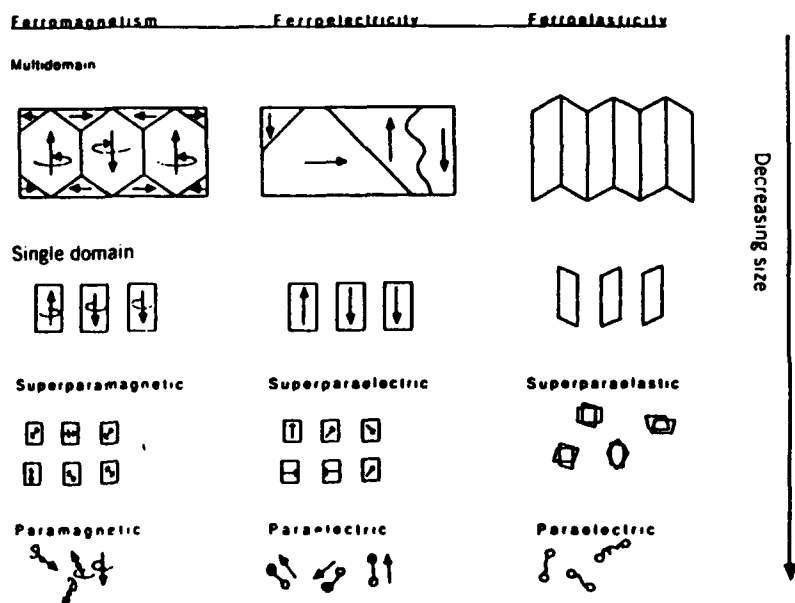 Ferromagnetism Ferroelectricity Ferroelasticity
Multidomain
Single domain
Superparamagnetic Superparaelectric Superparaelastic
Paramagnetic Paraelectric Paraelectric
Decreasing size